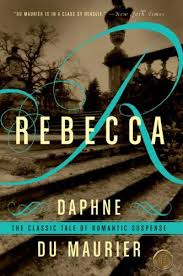 "DU MAURIER IS IN A CLASS BY HERSELF." —New York Times
R
REBECCA
DAPHNE
THE CLASSIC TALE OF ROMANTIC SUSPENSE
DU MAURIER